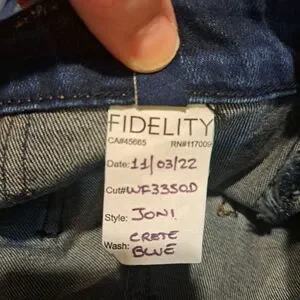 FIDELITY
CA#45665 RN#117009
Date: 11/03/22
Cut# WF3350D
Style: JONI
Wash: CRETE
BLUE